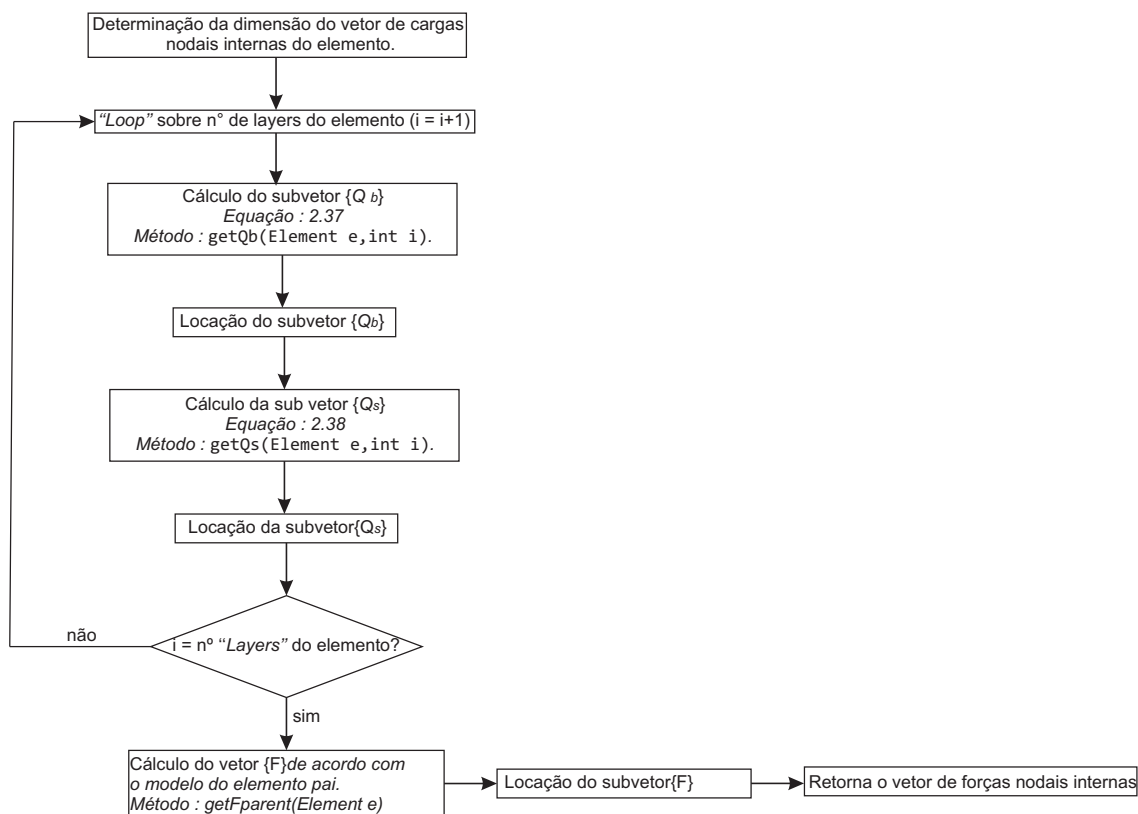 Determinação da dimensão do vetor de cargas
nodais internas do elemento.
“Loop” sobre n° de layers do elemento (i = i+1)
Cálculo do subvetor {Q b}
Equação : 2.37
Método : getQb(Element e,int i).
Locação do subvetor {Qb}
Cálculo da sub vetor {Qs}
Equação : 2.38
Método : getQs(Element e,int i).
Locação da subvetor{Qs}
i = nº “Layers” do elemento?
não
sim
Cálculo do vetor {F}de acordo com
o modelo do elemento pai.
Método : getFparent(Element e)
Locação do subvetor{F}
Retorna o vetor de forças nodais internas